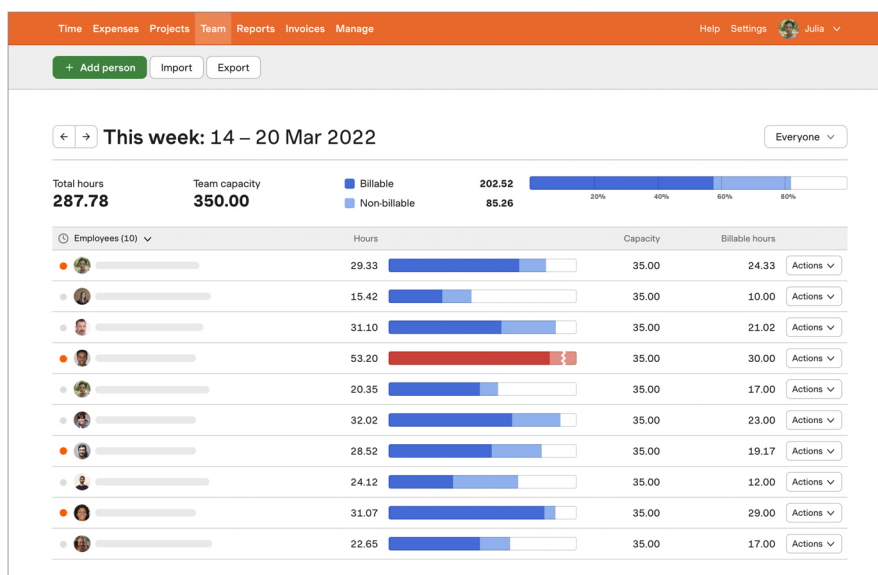 Time Expenses Projects Team Reports Invoices Manage Help Settings Julia
+ Add person Import Export
← → This week: 14 – 20 Mar 2022 Everyone
Total hours Team capacity Billable 202.52
287.78 350.00 Non-billable 85.26
20% 40% 60% 80%
Employees (10) Hours Capacity Billable hours
29.33 35.00 24.33 Actions
15.42 35.00 10.00 Actions
31.10 35.00 21.02 Actions
53.20 35.00 30.00 Actions
20.35 35.00 17.00 Actions
32.02 35.00 23.00 Actions
28.52 35.00 19.17 Actions
24.12 35.00 12.00 Actions
31.07 35.00 29.00 Actions
22.65 35.00 17.00 Actions